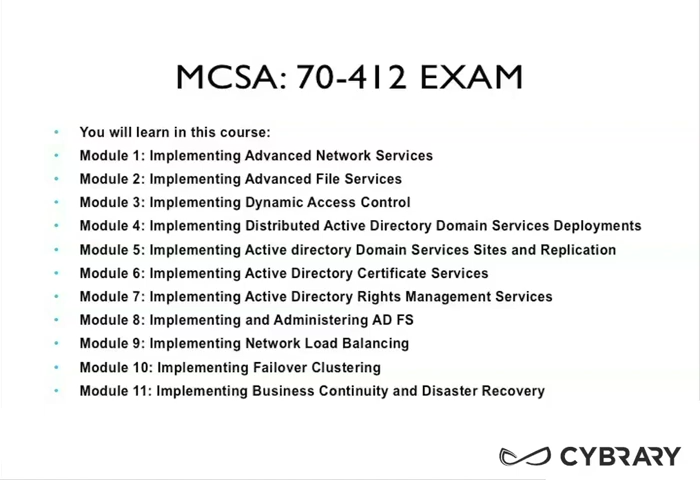 MCSA: 70-412 EXAM
• You will learn in this course:
• Module 1: Implementing Advanced Network Services
• Module 2: Implementing Advanced File Services
• Module 3: Implementing Dynamic Access Control
• Module 4: Implementing Distributed Active Directory Domain Services Deployments
• Module 5: Implementing Active directory Domain Services Sites and Replication
• Module 6: Implementing Active Directory Certificate Services
• Module 7: Implementing Active Directory Rights Management Services
• Module 8: Implementing and Administering AD FS
• Module 9: Implementing Network Load Balancing
• Module 10: Implementing Failover Clustering
• Module 11: Implementing Business Continuity and Disaster Recovery
CYBRARY